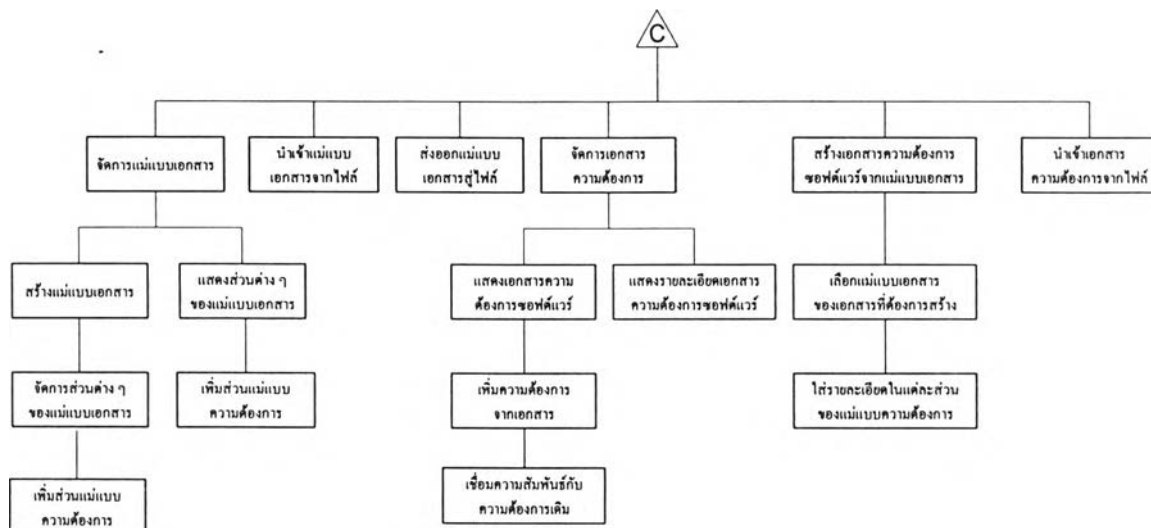 C
จัดการแม่แบบเอกสาร
นำเข้าแม่แบบ
เอกสารจากไฟล์
ส่งออกแม่แบบ
เอกสารสู่ไฟล์
จัดการเอกสาร
ความต้องการ
สร้างเอกสารความต้องการ
ซอฟต์แวร์จากแม่แบบเอกสาร
นำเข้าเอกสาร
ความต้องการจากไฟล์
สร้างแม่แบบเอกสาร
แสดงส่วนต่าง ๆ
ของแม่แบบเอกสาร
แสดงเอกสารความ
ต้องการซอฟต์แวร์
แสดงรายละเอียดเอกสาร
ความต้องการซอฟต์แวร์
เลือกแม่แบบเอกสาร
ของเอกสารที่ต้องการสร้าง
จัดการส่วนต่าง ๆ
ของแม่แบบเอกสาร
เพิ่มส่วนแม่แบบ
ความต้องการ
เพิ่มความต้องการ
จากเอกสาร
ใส่รายละเอียดในแต่ละส่วน
ของแม่แบบความต้องการ
เพิ่มส่วนแม่แบบ
ความต้องการ
เชื่อมความสัมพันธ์กับ
ความต้องการเดิม